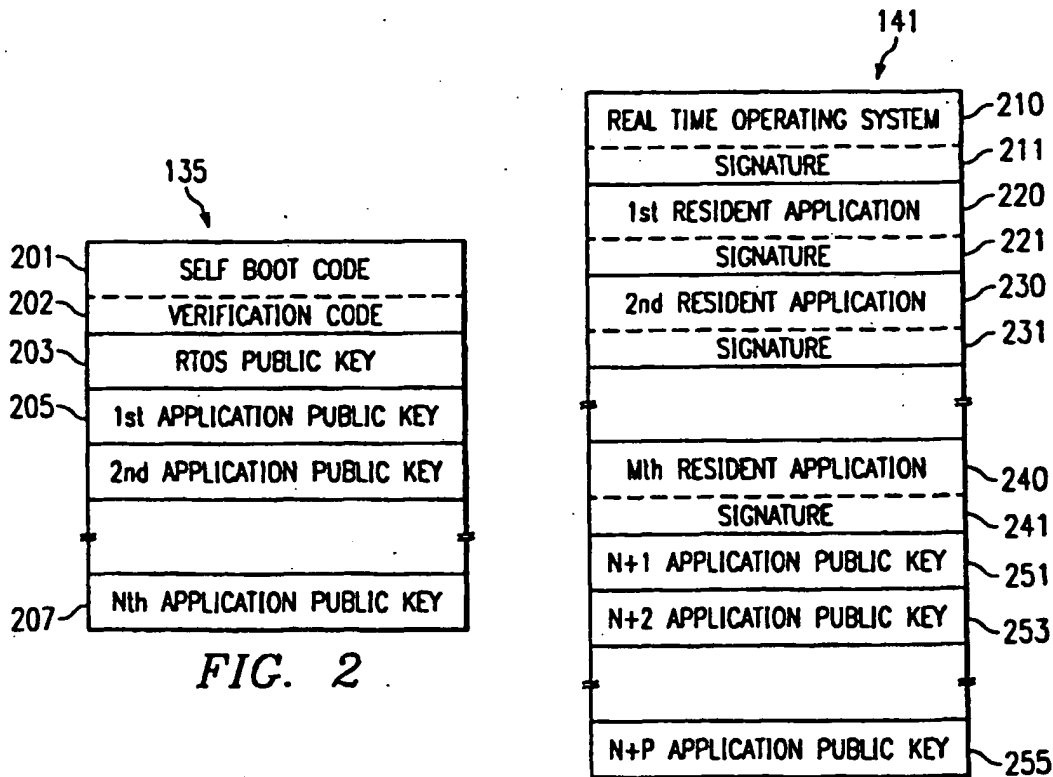 135
201
SELF BOOT CODE
202
VERIFICATION CODE
203
RTOS PUBLIC KEY
205
1st APPLICATION PUBLIC KEY
2nd APPLICATION PUBLIC KEY
207
Nth APPLICATION PUBLIC KEY
FIG. 2
141
REAL TIME OPERATING SYSTEM
210
SIGNATURE
211
1st RESIDENT APPLICATION
220
SIGNATURE
221
2nd RESIDENT APPLICATION
230
SIGNATURE
231
Mth RESIDENT APPLICATION
240
SIGNATURE
241
N+1 APPLICATION PUBLIC KEY
251
N+2 APPLICATION PUBLIC KEY
253
N+P APPLICATION PUBLIC KEY
255